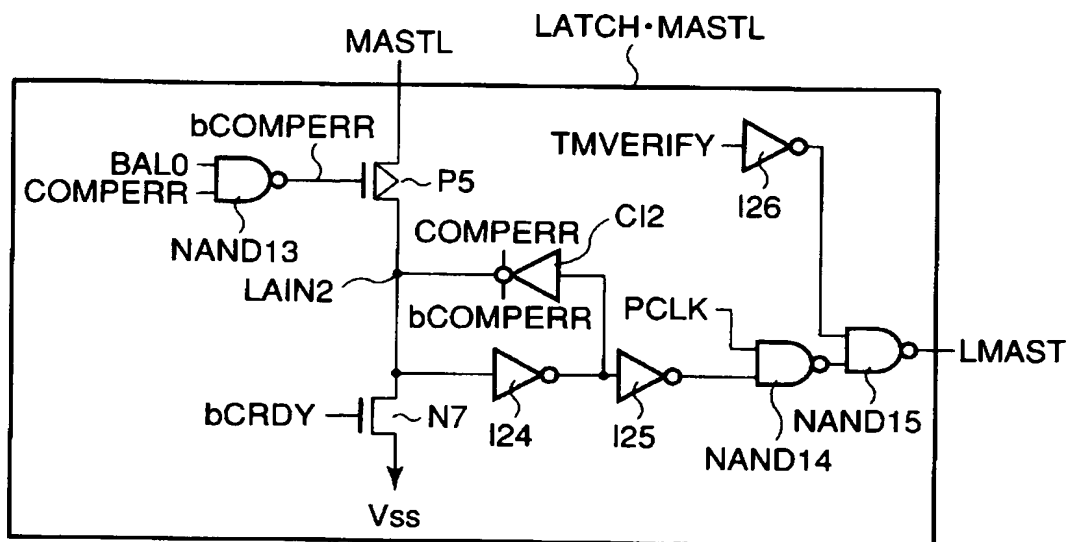 MASTL
LATCH·MASTL
bCOMPERR
BAL0
COMPERR
P5
NAND13
TMVERIFY
I26
COMPERR
CI2
LAIN2
bCOMPERR
PCLK
LMAST
bCRDY
N7
I24
I25
NAND14
NAND15
Vss